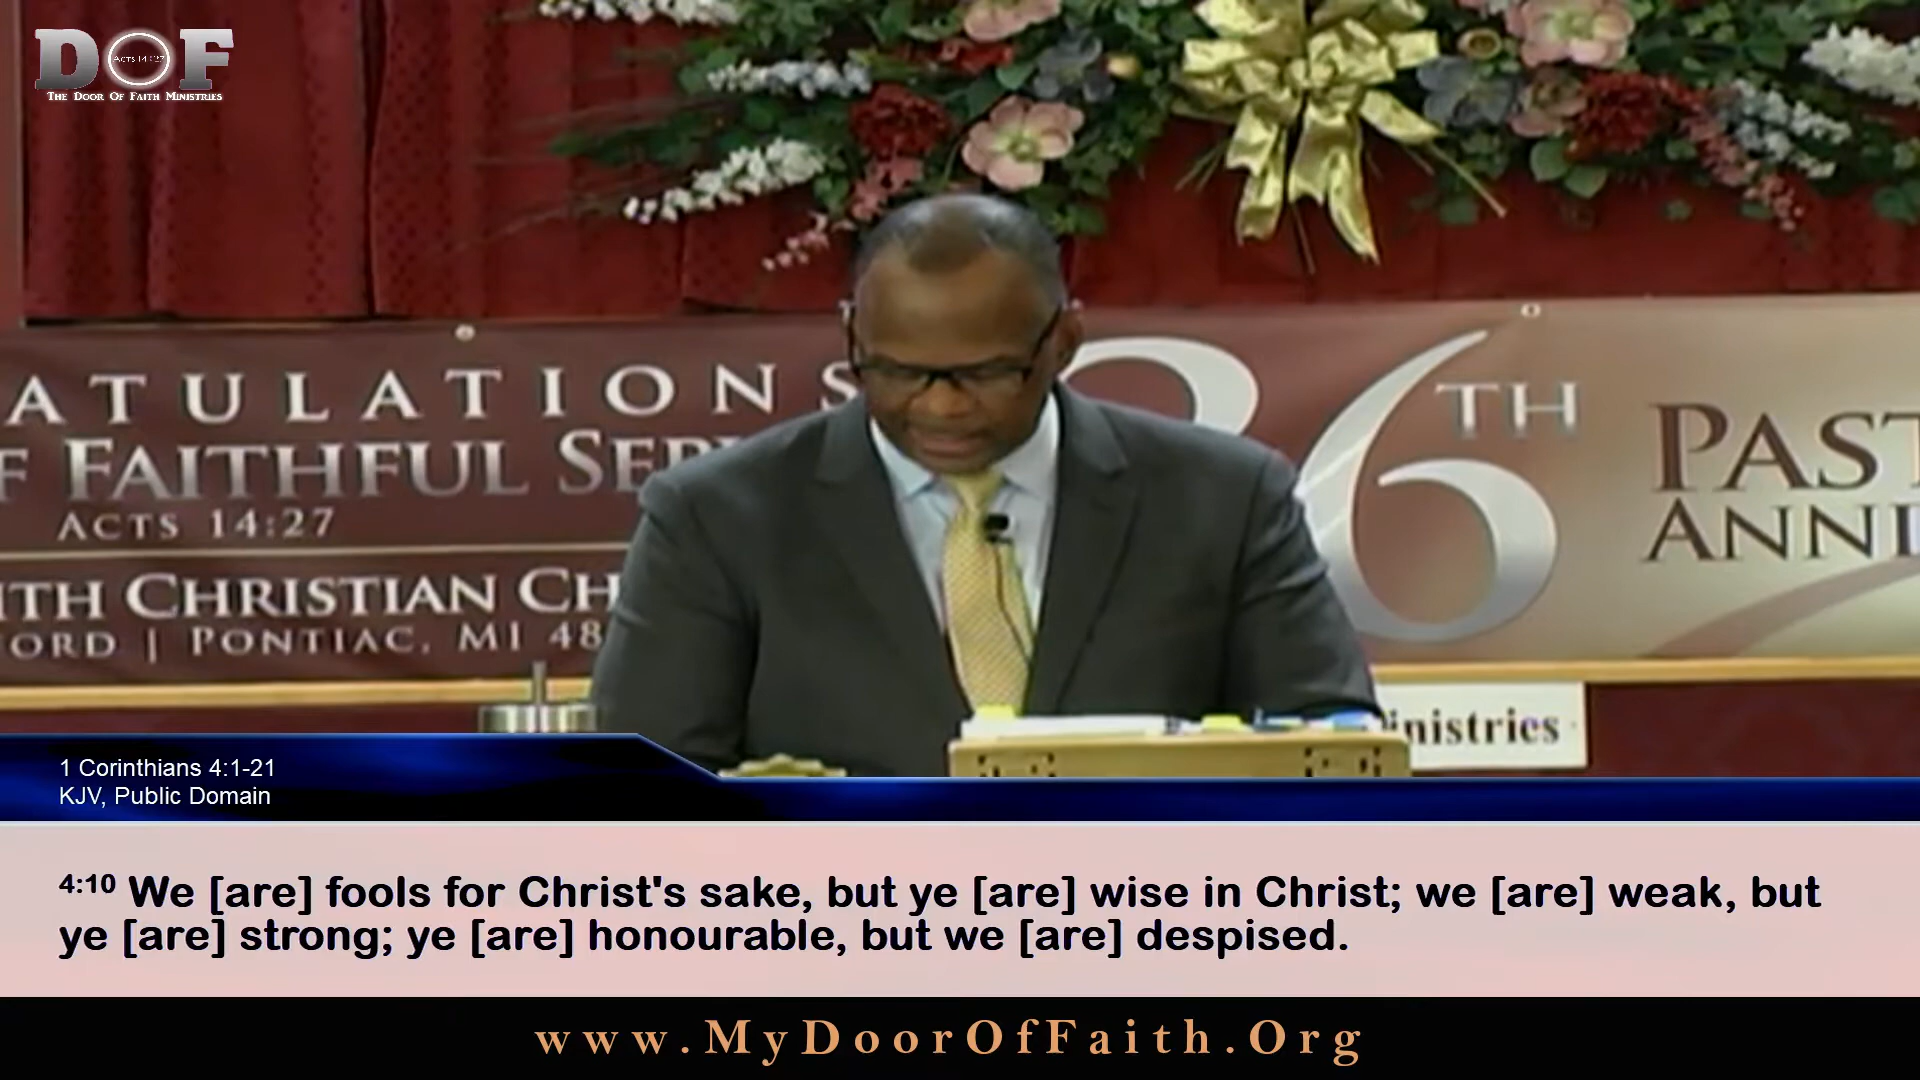 DOF
ACTS 14:27
THE DOOR OF FAITH MINISTRIES
ATULATIONS
F FAITHFUL SER
ACTS 14:27
ITH CHRISTIAN CH
ORD | PONTIAC, MI 48
36TH
PAST
ANNI
inistries
1 Corinthians 4:1-21
KJV, Public Domain
4:10 We [are] fools for Christ's sake, but ye [are] wise in Christ; we [are] weak, but
ye [are] strong; ye [are] honourable, but we [are] despised.
www.MyDoorOfFaith.Org